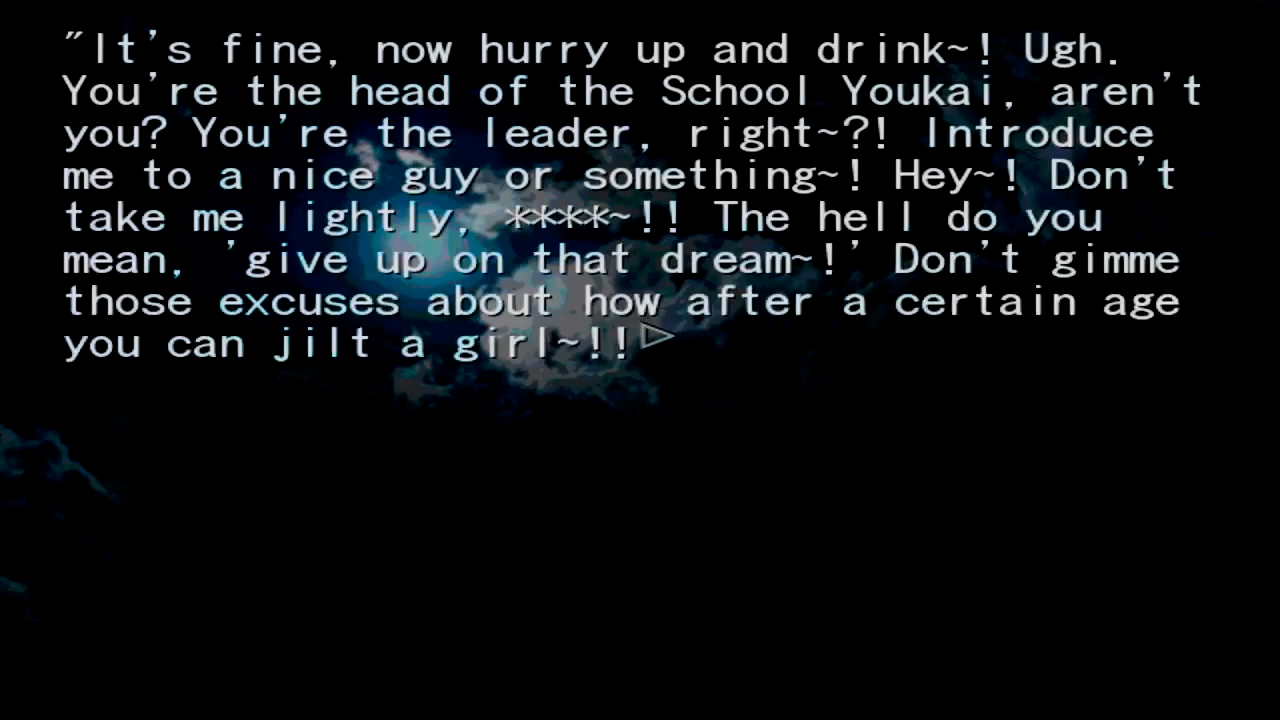 "It's fine, now hurry up and drink~! Ugh.
You're the head of the School Youkai, aren't
you? You're the leader, right~?! Introduce
me to a nice guy or something~! Hey~! Don't
take me lightly, ****~!! The hell do you
mean, 'give up on that dream~!' Don't gimme
those excuses about how after a certain age
you can jilt a girl~!!